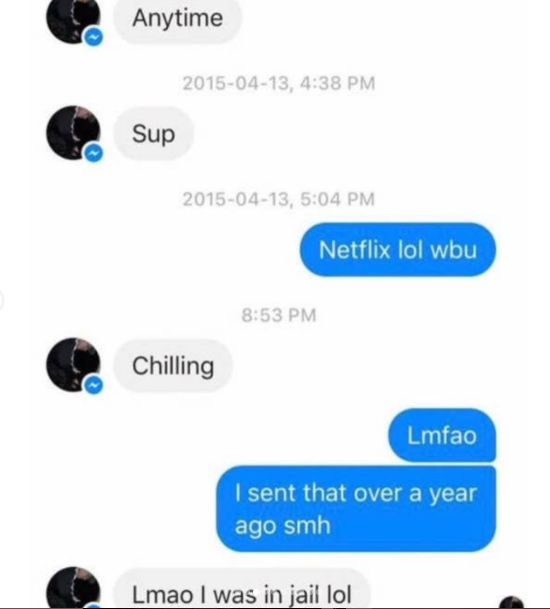 Anytime
2015-04-13, 4:38 PM
Sup
2015-04-13, 5:04 PM
Netflix lol wbu
8:53 PM
Chilling
Lmfao
I sent that over a year
ago smh
Lmao I was in jail lol